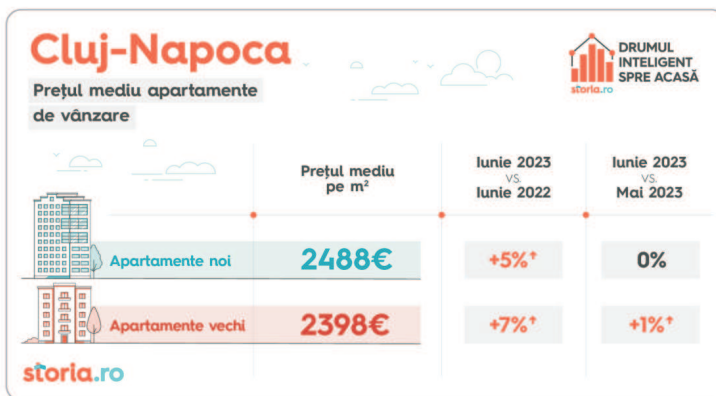 Cluj-Napoca
Prețul mediu apartamente
de vânzare
DRUMUL
INTELIGENT
SPRE ACASĂ
storia.ro
Prețul mediu
pe m²
Iunie 2023
VS.
Iunie 2022
Iunie 2023
VS.
Mai 2023
Apartamente noi
2488€
+5%↑
0%
Apartamente vechi
2398€
+7%↑
+1%↑
storia.ro